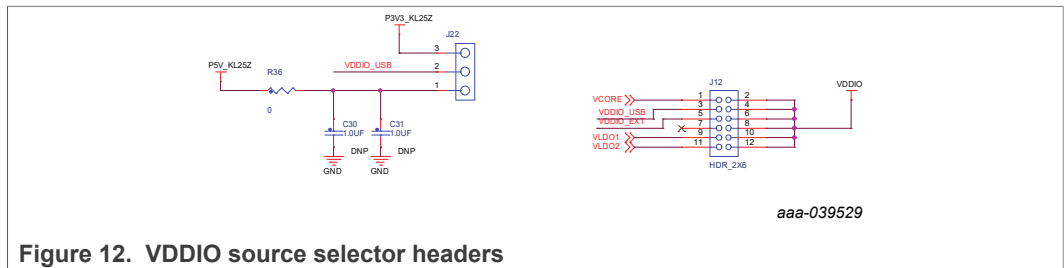 P3V3_KL25Z
J22
3
2
1
VDDIO_USB
P5V_KL25Z
R36
0
C30
1.0UF
DNP
GND
C31
1.0UF
DNP
GND
J12
VDDIO
VCORE
1
2
VDDIO_USB
3
4
VDDIO_EXT
5
6
7
8
VLDO1
9
10
VLDO2
11
12
HDR_2X6
aaa-039529
Figure 12. VDDIO source selector headers